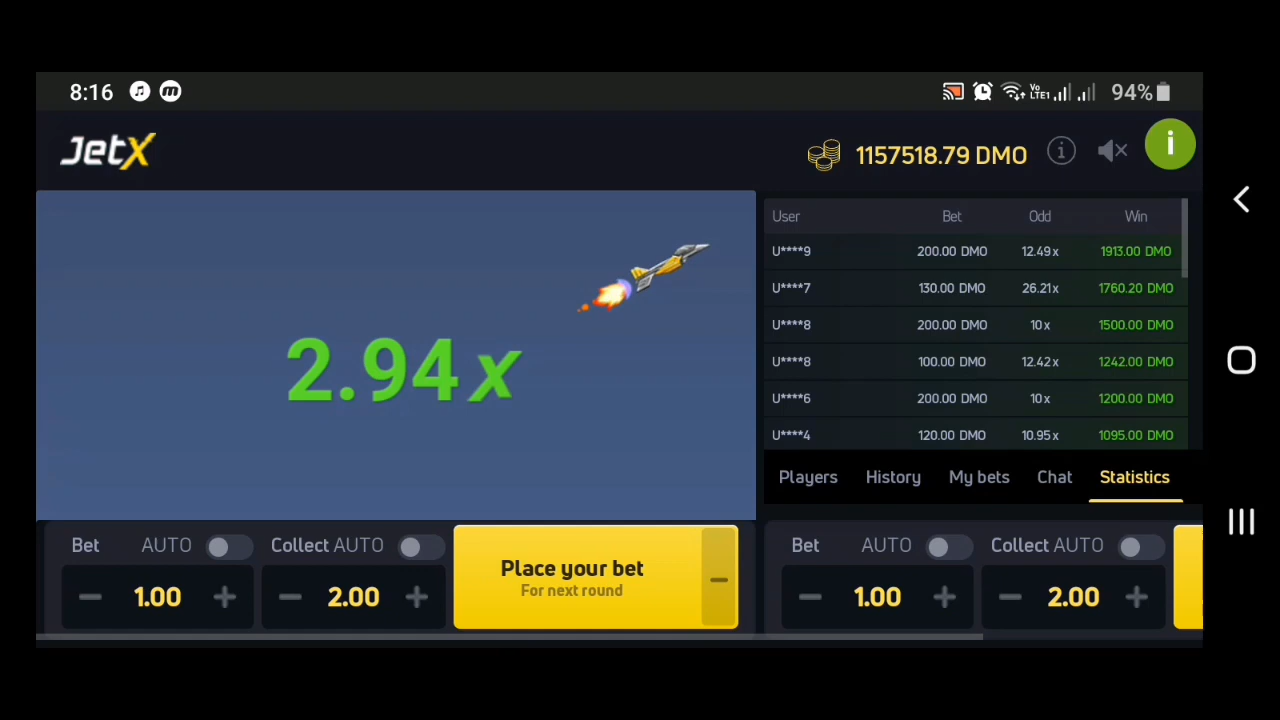 8:16
Vo
LTE1
94%
JetX
1157518.79 DMO
i
i
2.94x
User Bet Odd Win
U****9 200.00 DMO 12.49x 1913.00 DMO
U****7 130.00 DMO 26.21x 1760.20 DMO
U****8 200.00 DMO 10x 1500.00 DMO
U****8 100.00 DMO 12.42x 1242.00 DMO
U****6 200.00 DMO 10x 1200.00 DMO
U****4 120.00 DMO 10.95x 1095.00 DMO
Players History My bets Chat Statistics
Bet AUTO Collect AUTO
− 1.00 + − 2.00 +
Place your bet
For next round
Bet AUTO Collect AUTO
− 1.00 + − 2.00 +